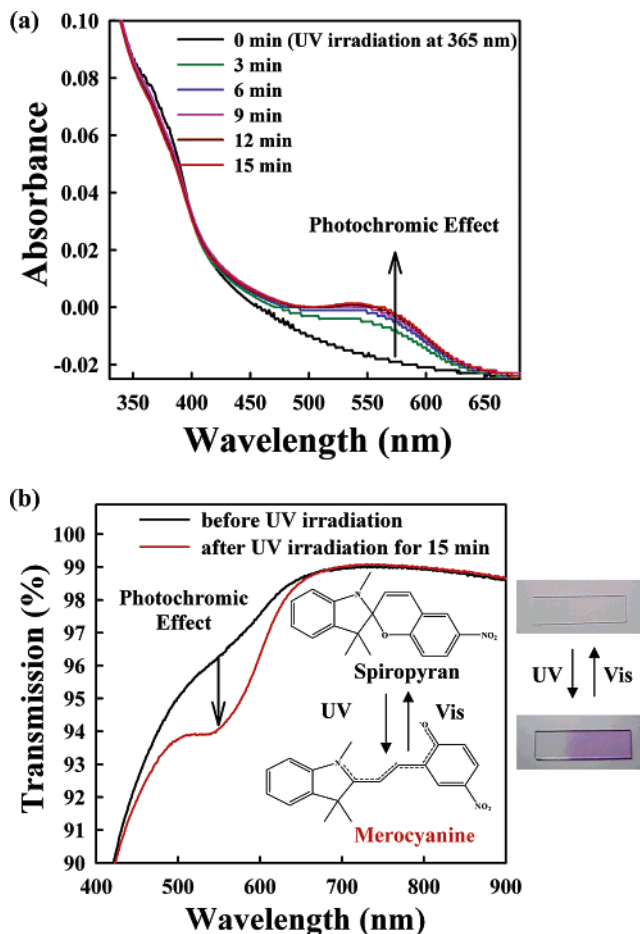 (a)
0.10
0.08
0.06
0.04
0.02
0.00
-0.02
Absorbance
0 min (UV irradiation at 365 nm)
3 min
6 min
9 min
12 min
15 min
Photochromic Effect
350 400 450 500 550 600 650
Wavelength (nm)
(b)
100
99
98
97
96
95
94
93
92
91
90
Transmission (%)
before UV irradiation
after UV irradiation for 15 min
Photochromic
Effect
N
O
NO₂
Spiropyran
UV Vis
O
N
NO₂
Merocyanine
400 500 600 700 800 900
Wavelength (nm)
UV Vis